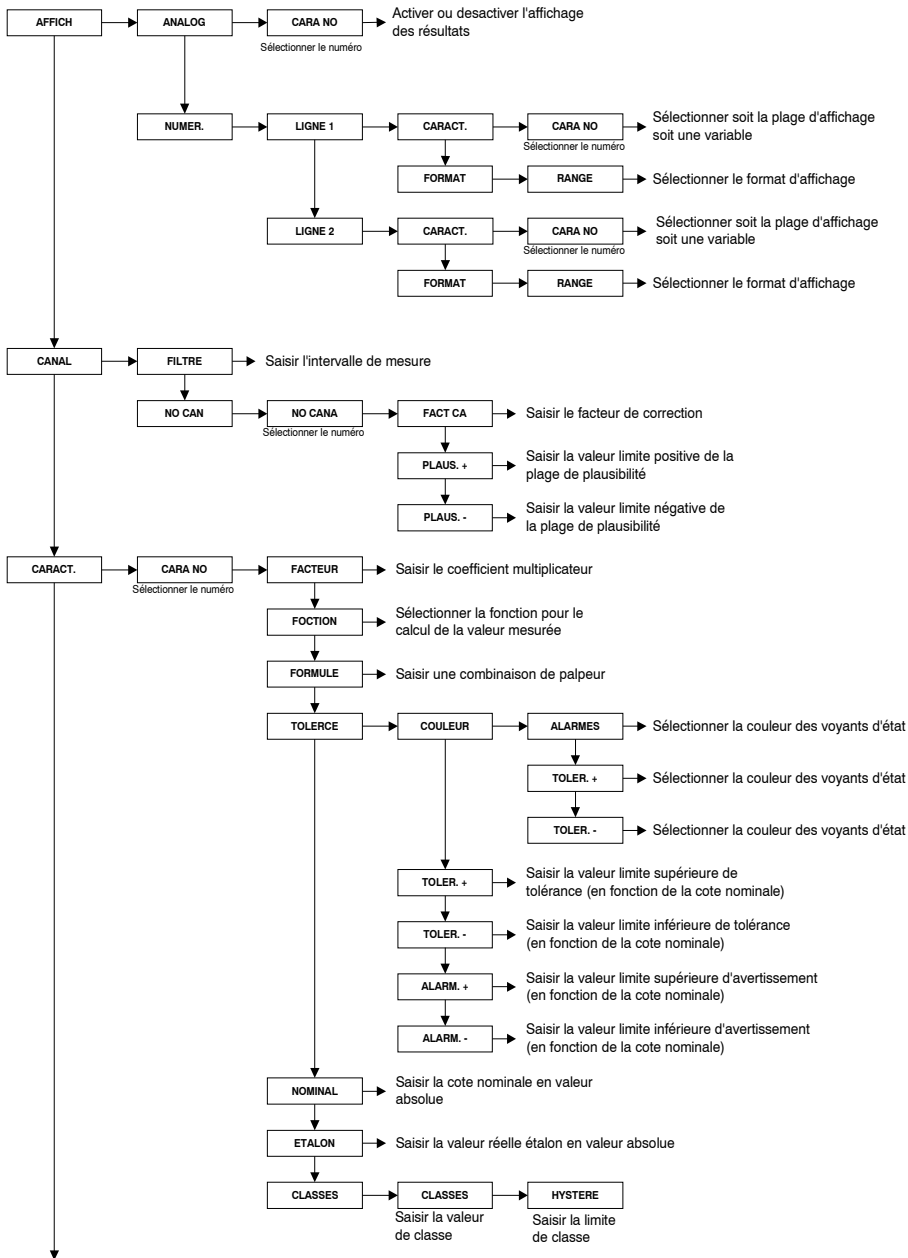 AFFICH
ANALOG
CARA NO
Activer ou desactiver l'affichage
des résultats
Sélectionner le numéro
NUMER.
LIGNE 1
CARACT.
CARA NO
Sélectionner soit la plage d'affichage
soit une variable
Sélectionner le numéro
FORMAT
RANGE
Sélectionner le format d'affichage
LIGNE 2
CARACT.
CARA NO
Sélectionner soit la plage d'affichage
soit une variable
Sélectionner le numéro
FORMAT
RANGE
Sélectionner le format d'affichage
CANAL
FILTRE
Saisir l'intervalle de mesure
NO CAN
NO CANA
FACT CA
Saisir le facteur de correction
Sélectionner le numéro
PLAUS. +
Saisir la valeur limite positive de la
plage de plausibilité
PLAUS. -
Saisir la valeur limite négative de
la plage de plausibilité
CARACT.
CARA NO
FACTEUR
Saisir le coefficient multiplicateur
Sélectionner le numéro
FOCTION
Sélectionner la fonction pour le
calcul de la valeur mesurée
FORMULE
Saisir une combinaison de palpeur
TOLERCE
COULEUR
ALARMES
Sélectionner la couleur des voyants d'état
TOLER. +
Sélectionner la couleur des voyants d'état
TOLER. -
Sélectionner la couleur des voyants d'état
TOLER. +
Saisir la valeur limite supérieure de
tolérance (en fonction de la cote nominale)
TOLER. -
Saisir la valeur limite inférieure de tolérance
(en fonction de la cote nominale)
ALARM. +
Saisir la valeur limite supérieure d'avertissement
(en fonction de la cote nominale)
ALARM. -
Saisir la valeur limite inférieure d'avertissement
(en fonction de la cote nominale)
NOMINAL
Saisir la cote nominale en valeur
absolue
ETALON
Saisir la valeur réelle étalon en valeur absolue
CLASSES
CLASSES
HYSTERE
Saisir la valeur
de classe
Saisir la limite
de classe